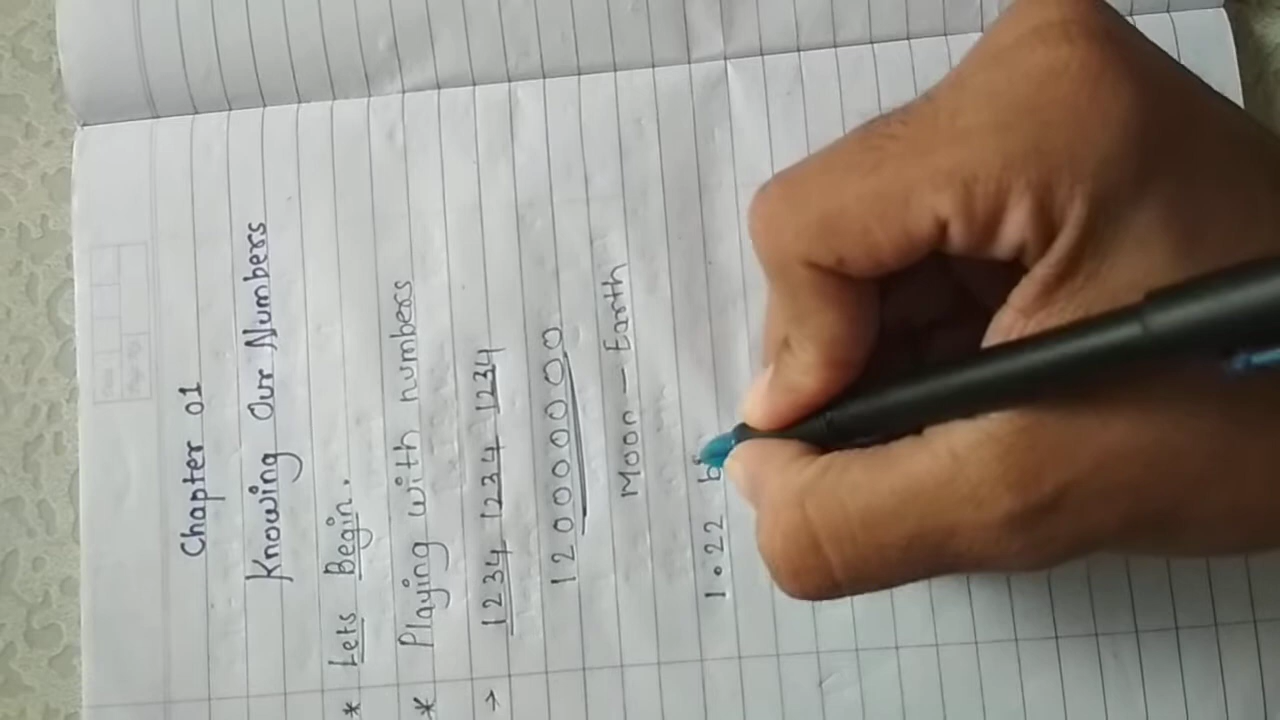 Chapter 01
Knowing Our Numbers
* Lets Begin.
* Playing with numbers
→ 1234 1234 1234
1200000000
Moon - Earth
1.22 b